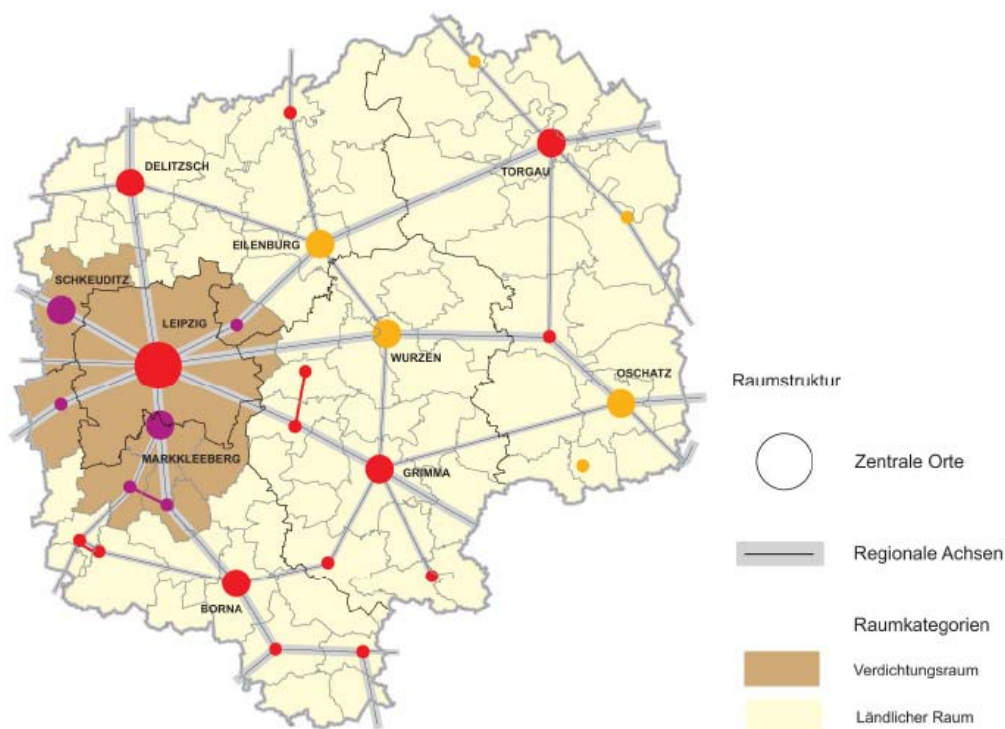 DELITZSCH
TORGAU
EILENBURG
SCHKEUDITZ
LEIPZIG
WURZEN
OSCHATZ
MARKKLEEBERG
GRIMMA
BORNA
Raumstruktur
Zentrale Orte
Regionale Achsen
Raumkategorien
Verdichtungsraum
Ländlicher Raum